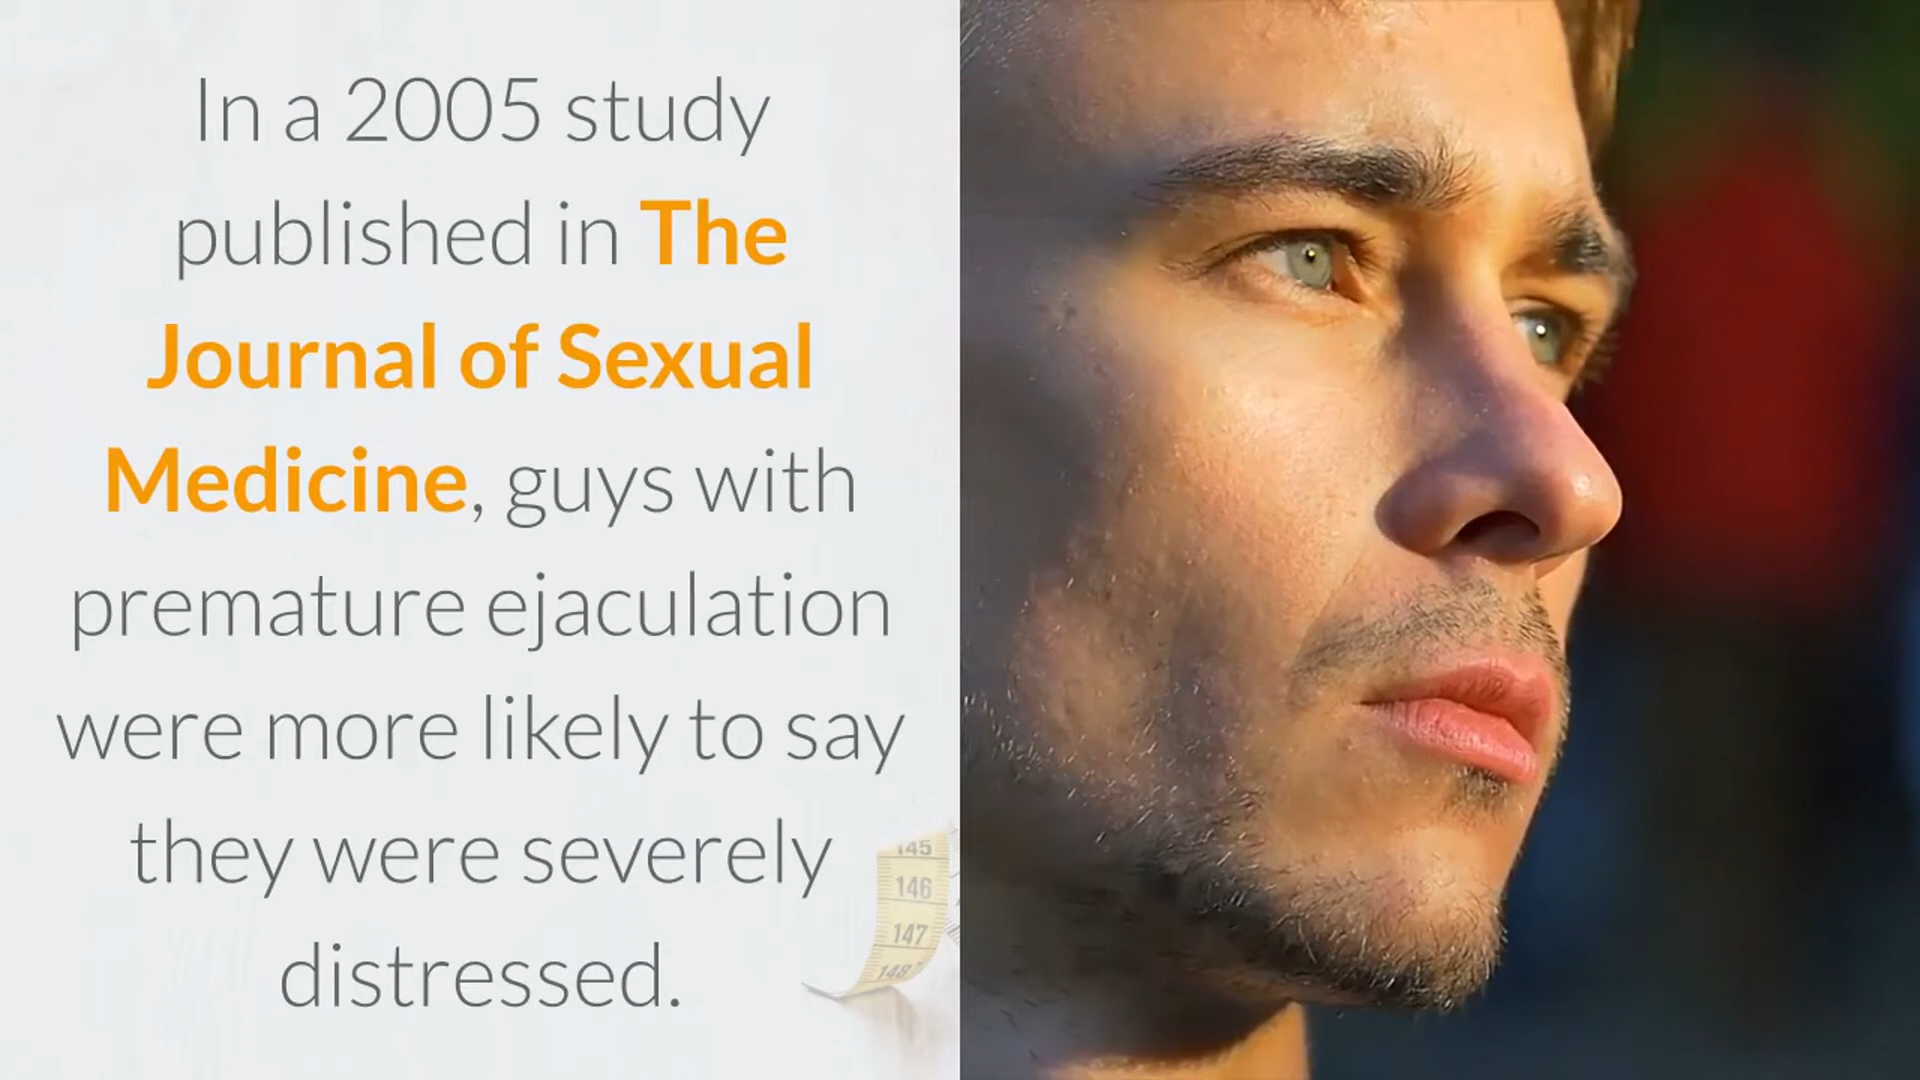 In a 2005 study
published in The
Journal of Sexual
Medicine, guys with
premature ejaculation
were more likely to say
they were severely
distressed.
145
146
147
148